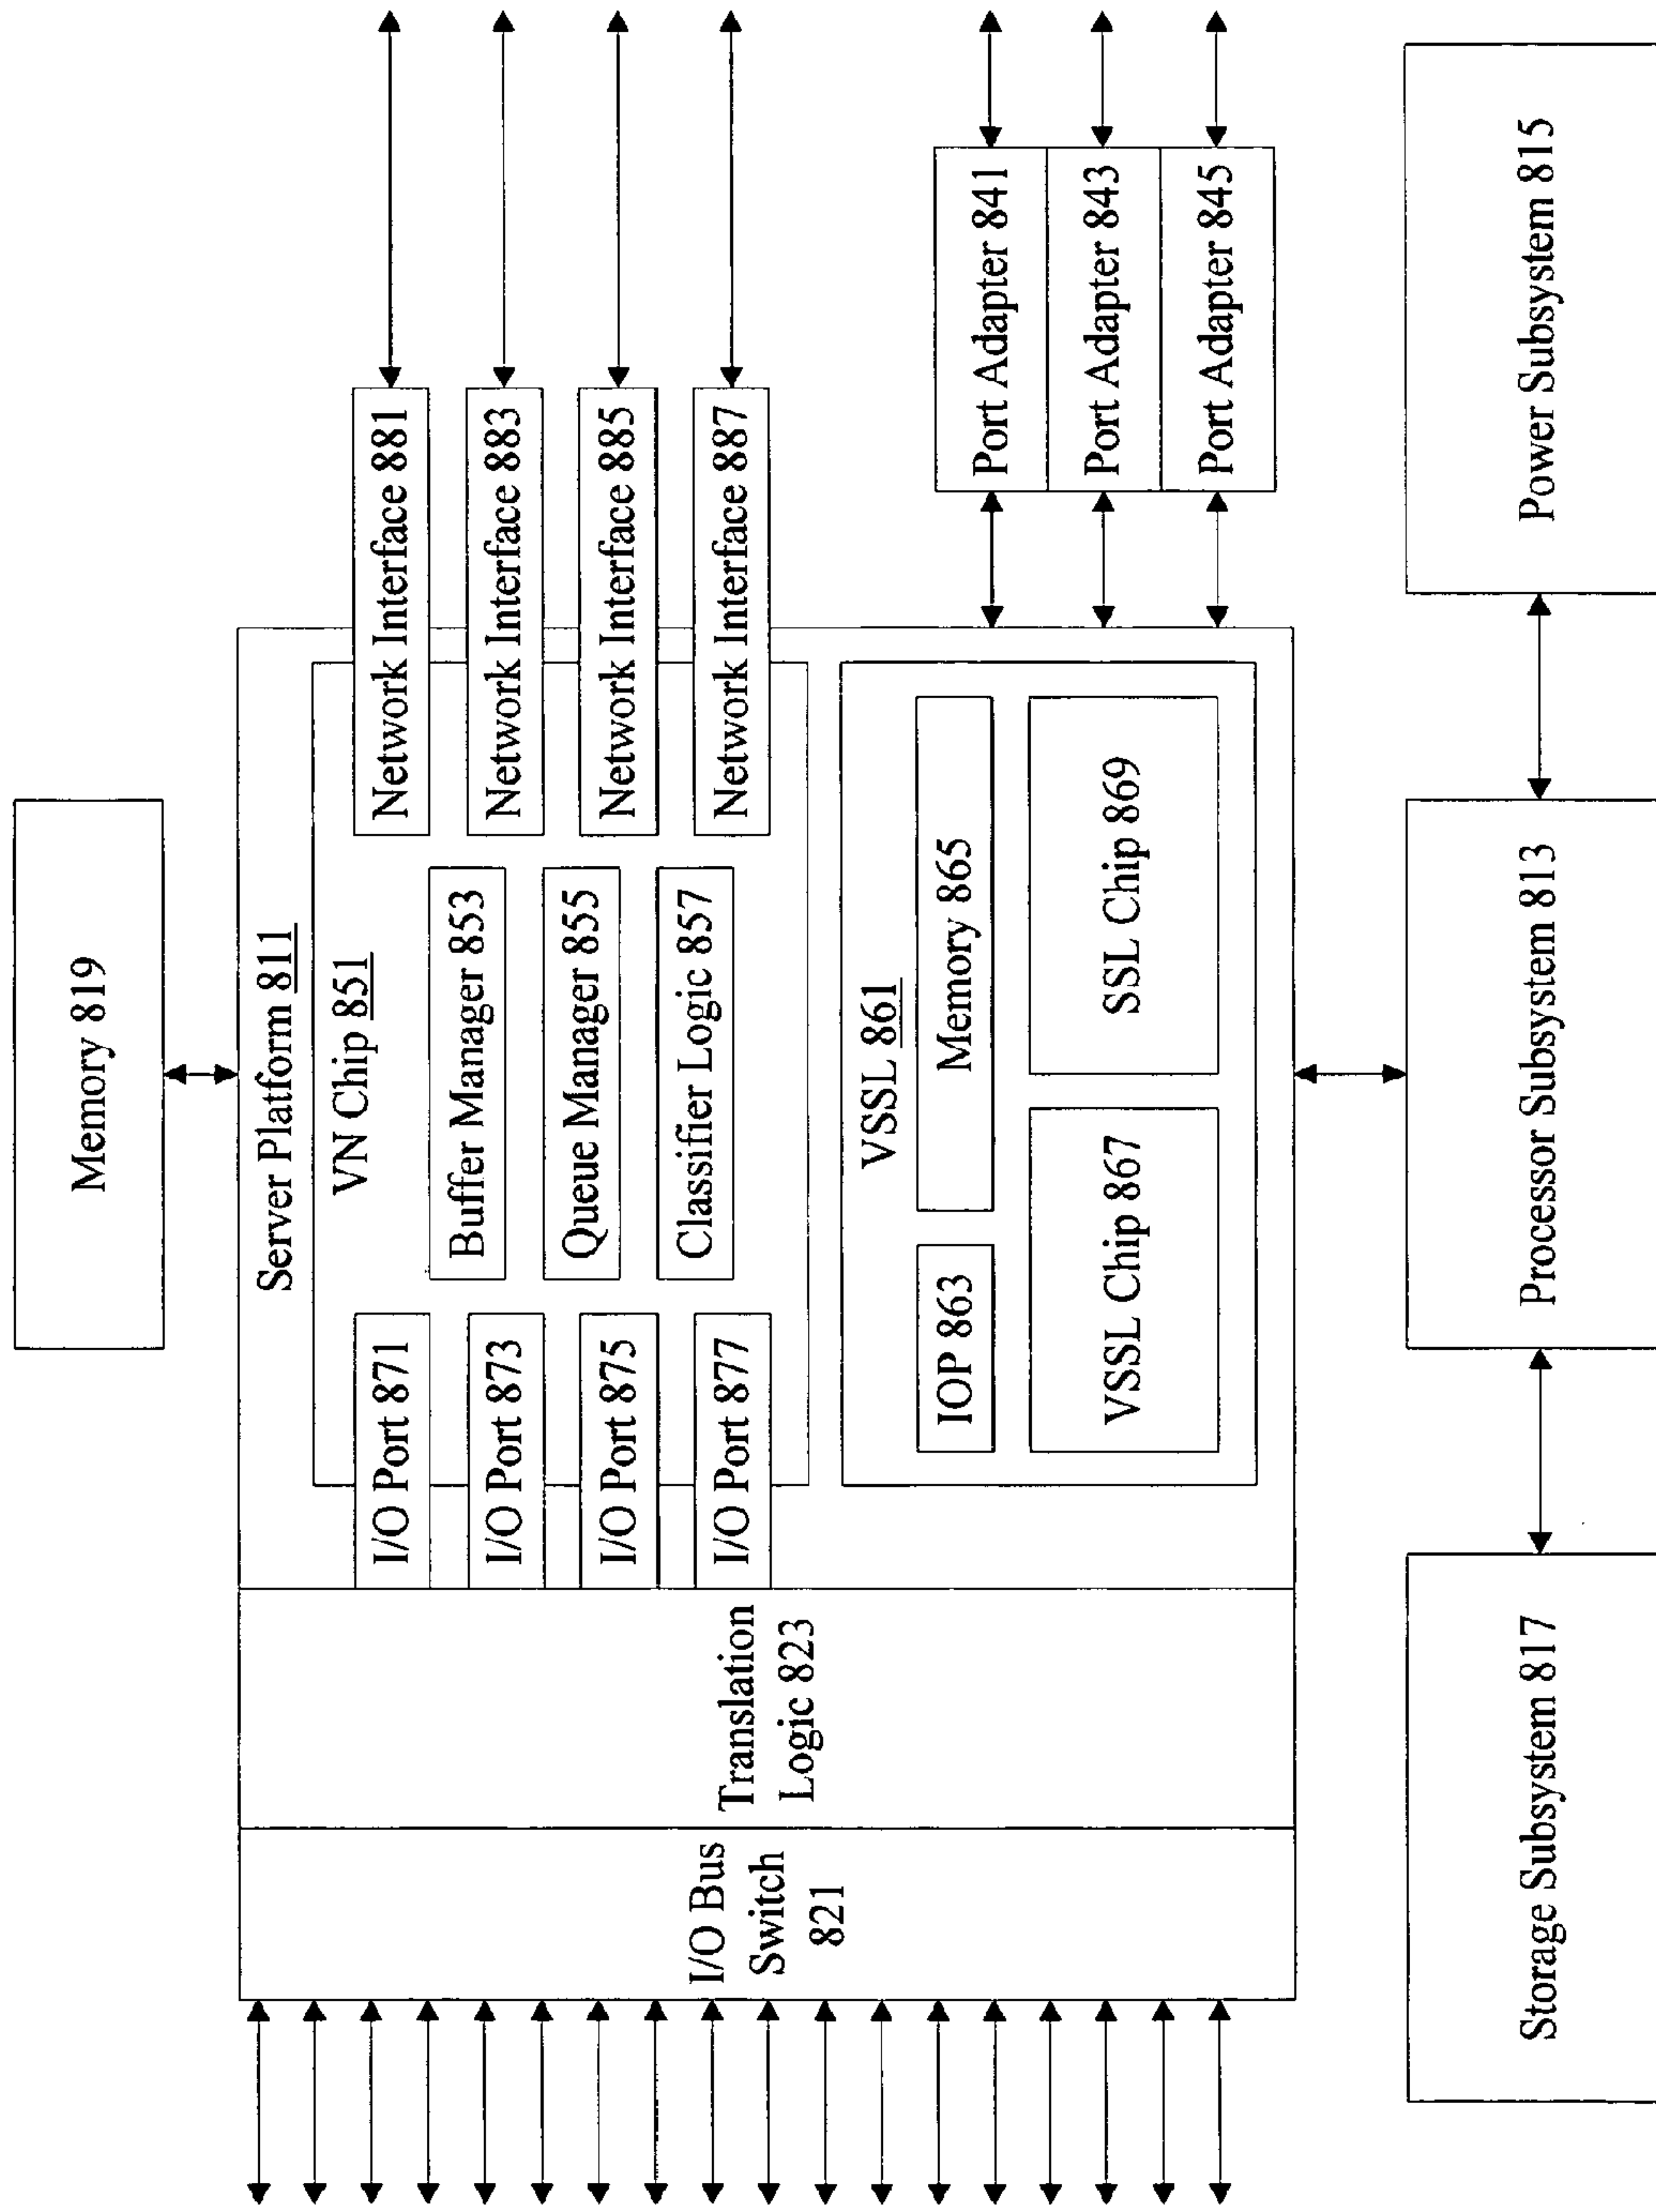 Memory 819
Server Platform 811
VN Chip 851
I/O Port 871
Network Interface 881
Buffer Manager 853
I/O Port 873
Network Interface 883
Queue Manager 855
I/O Port 875
Network Interface 885
Classifier Logic 857
I/O Port 877
Network Interface 887
I/O Bus
Switch
821
Translation
Logic 823
VSSL 861
IOP 863
Memory 865
VSSL Chip 867
SSL Chip 869
Port Adapter 841
Port Adapter 843
Port Adapter 845
Storage Subsystem 817
Processor Subsystem 813
Power Subsystem 815